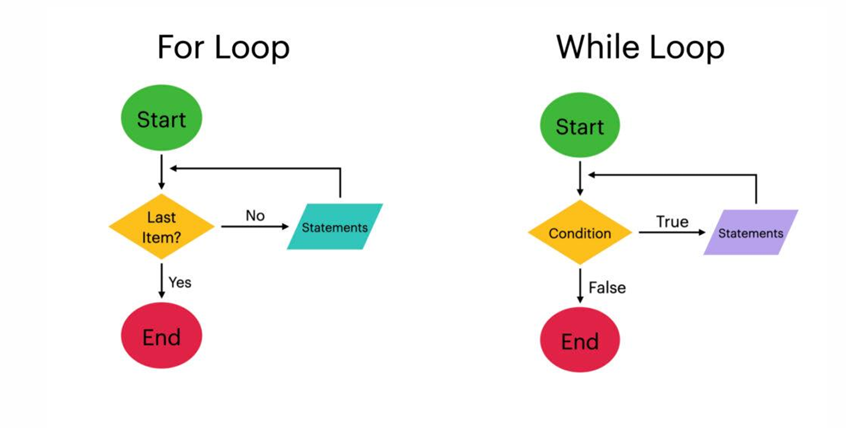 For Loop
Start
Last
Item?
No
Statements
Yes
End
While Loop
Start
Condition
True
Statements
False
End